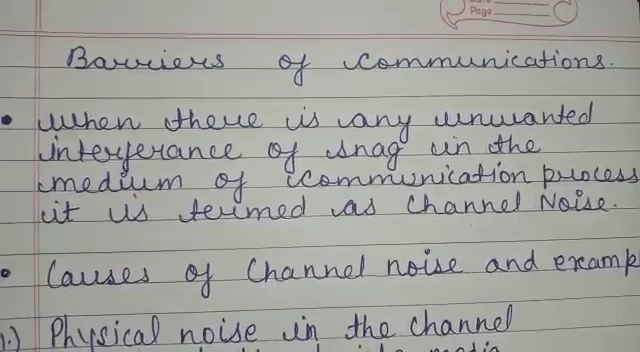 Page
Barriers of Communications.
• When there is any unwanted
interferance of snag in the
medium of communication process
it is termed as Channel Noise.
• Causes of Channel noise and examp
1.) Physical noise in the channel